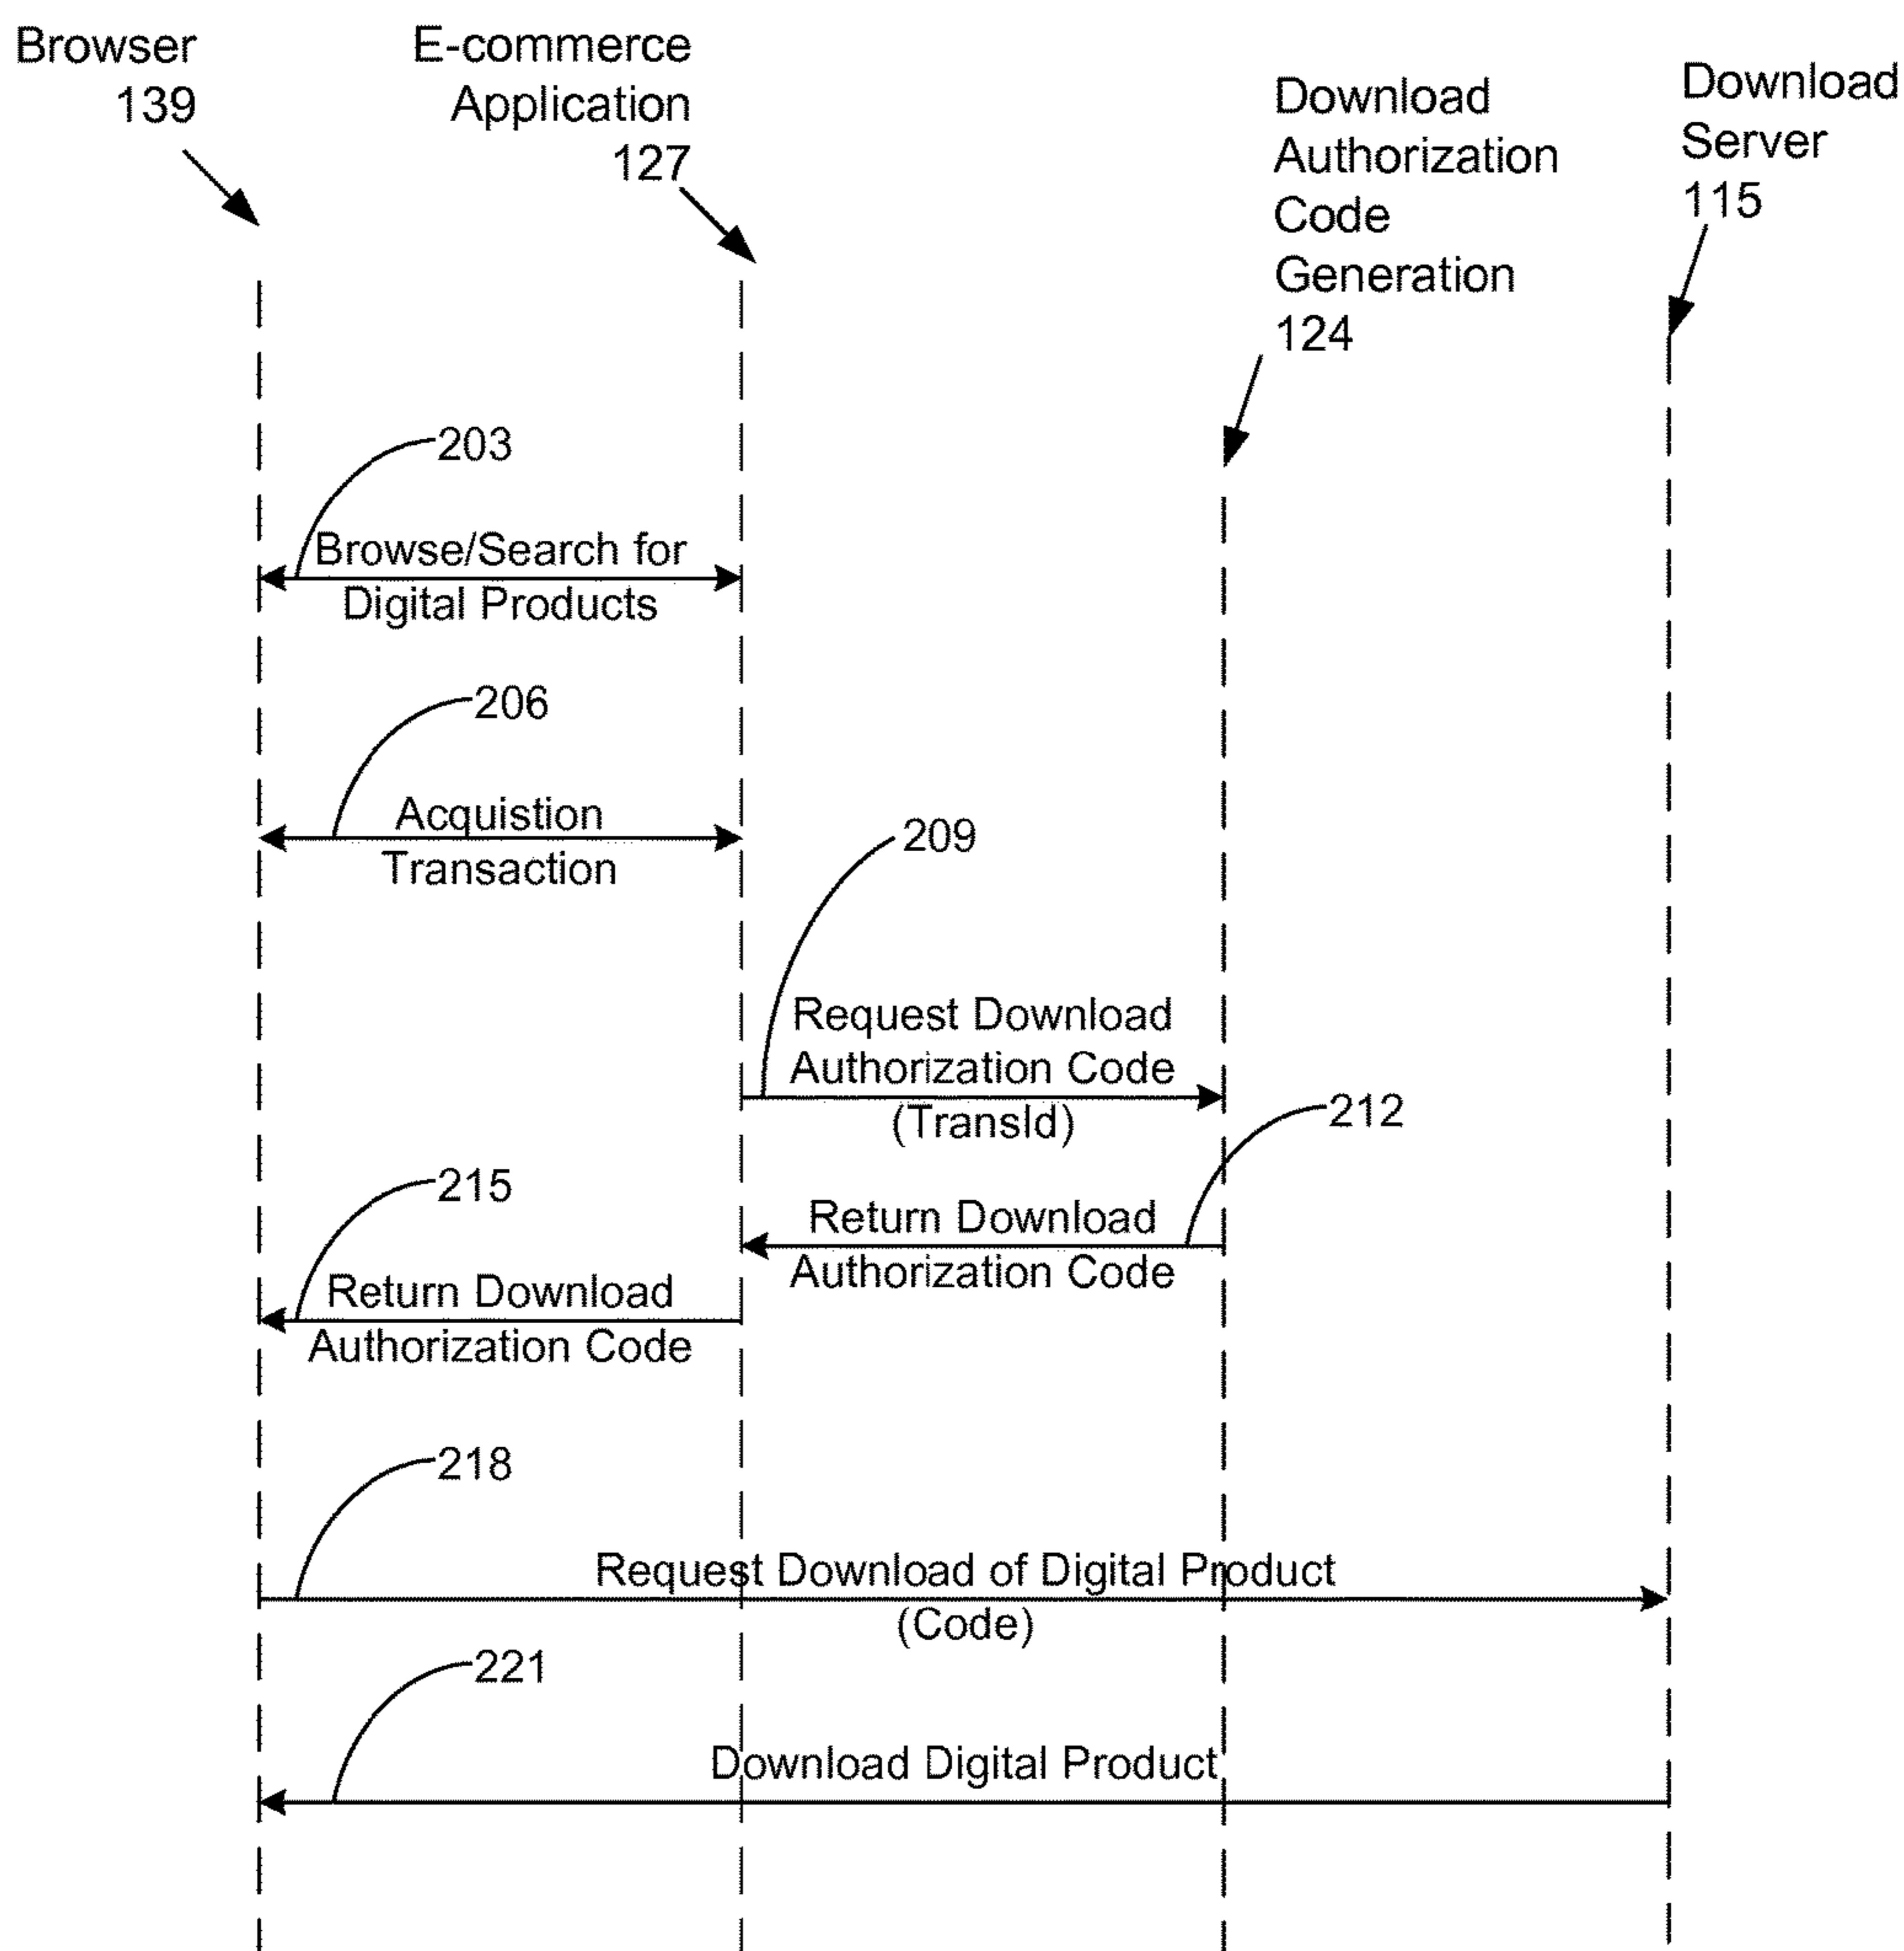 Browser
139
E-commerce
Application
127
Download
Authorization
Code
Generation
124
Download
Server
115
203
Browse/Search for
Digital Products
206
Acquistion
Transaction
209
Request Download
Authorization Code
(TransId)
212
Return Download
Authorization Code
215
Return Download
Authorization Code
218
Request Download of Digital Product
(Code)
221
Download Digital Product